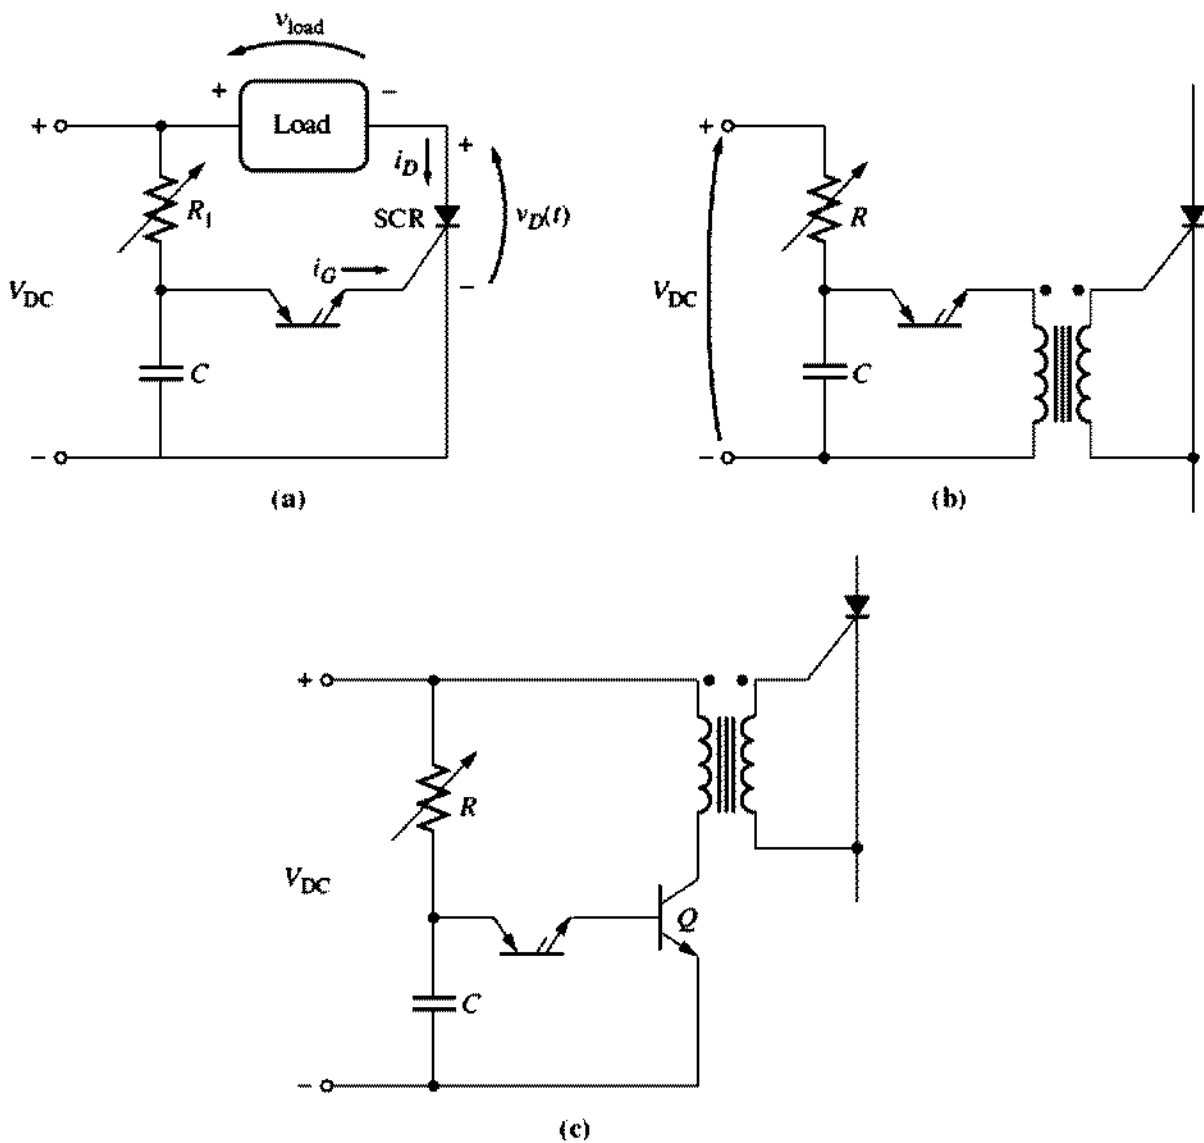 v_load
+ −
+ Load
i_D +
R_1 SCR v_D(t)
i_G −
V_DC
C
−
(a)
+
R
V_DC
C
−
(b)
+
R
V_DC
Q
C
−
(c)